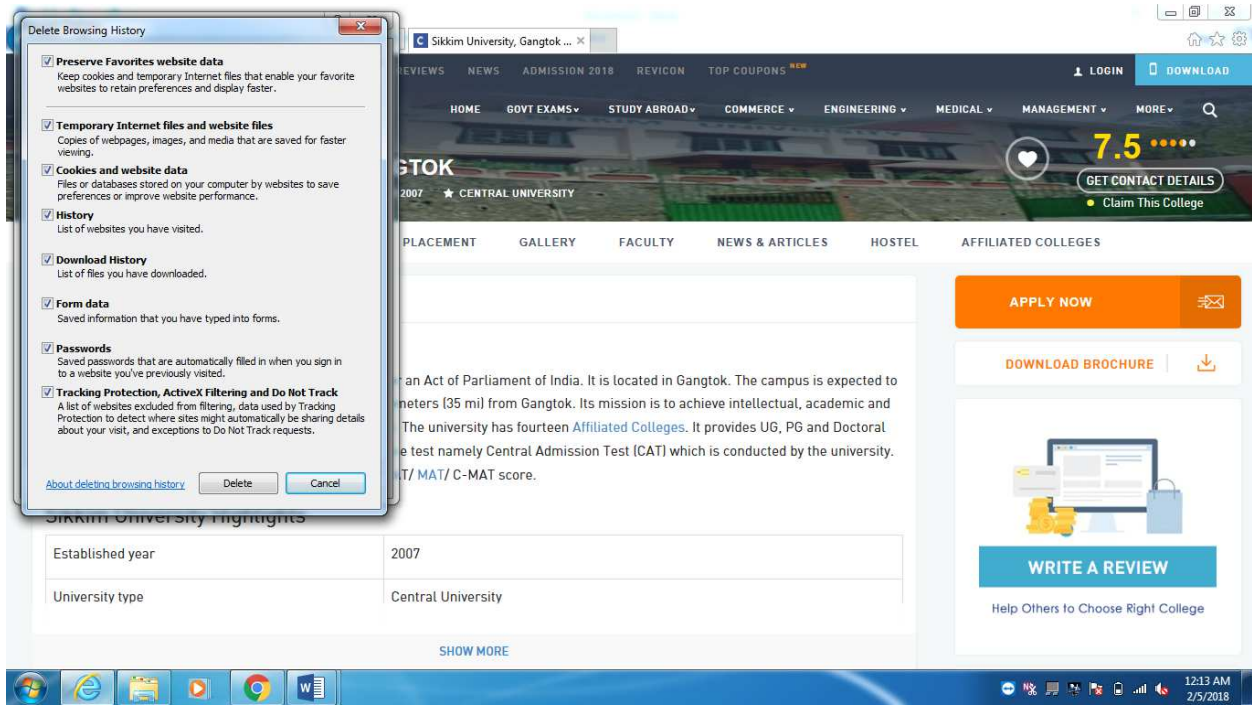 Delete Browsing History
Preserve Favorites website data
Keep cookies and temporary Internet files that enable your favorite
websites to retain preferences and display faster.
Temporary Internet files and website files
Copies of webpages, images, and media that are saved for faster
viewing.
Cookies and website data
Files or databases stored on your computer by websites to save
preferences or improve website performance.
History
List of websites you have visited.
Download History
List of files you have downloaded.
Form data
Saved information that you have typed into forms.
Passwords
Saved passwords that are automatically filled in when you sign in
to a website you've previously visited.
Tracking Protection, ActiveX Filtering and Do Not Track
A list of websites excluded from filtering, data used by Tracking
Protection to detect where sites might automatically be sharing details
about your visit, and exceptions to Do Not Track requests.
About deleting browsing history Delete Cancel
Sikkim University, Gangtok ...
NEWS ADMISSION 2018 REVICON TOP COUPONS NEW LOGIN DOWNLOAD
HOME GOVT EXAMS STUDY ABROAD COMMERCE ENGINEERING MEDICAL MANAGEMENT MORE
GTOK
2007 CENTRAL UNIVERSITY
7.5
GET CONTACT DETAILS
Claim This College
PLACEMENT GALLERY FACULTY NEWS & ARTICLES HOSTEL AFFILIATED COLLEGES
an Act of Parliament of India. It is located in Gangtok. The campus is expected to
meters (35 mi) from Gangtok. Its mission is to achieve intellectual, academic and
The university has fourteen Affiliated Colleges. It provides UG, PG and Doctoral
e test namely Central Admission Test (CAT) which is conducted by the university.
MAT/ C-MAT score.
Sikkim University Highlights
Established year 2007
University type Central University
SHOW MORE
APPLY NOW
DOWNLOAD BROCHURE
WRITE A REVIEW
Help Others to Choose Right College
12:13 AM
2/5/2018